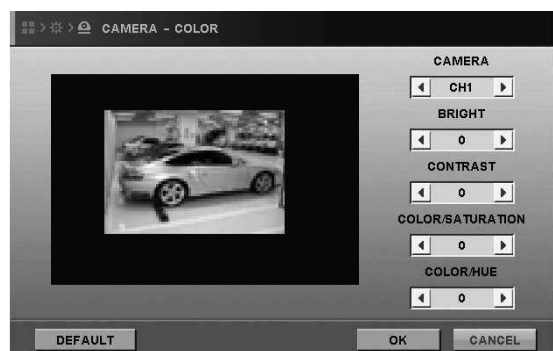 CAMERA - COLOR
CAMERA
CH1
BRIGHT
0
CONTRAST
0
COLOR/SATURATION
0
COLOR/HUE
0
DEFAULT
OK
CANCEL